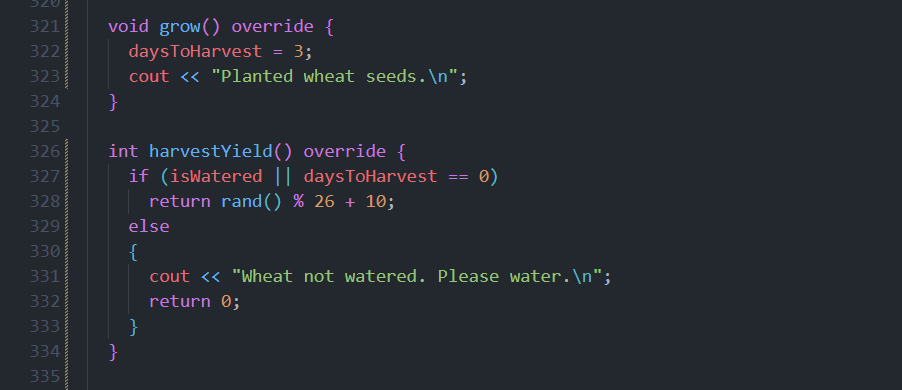 320
321 void grow() override {
322 daysToHarvest = 3;
323 cout << "Planted wheat seeds.\n";
324 }
325
326 int harvestYield() override {
327 if (isWatered || daysToHarvest == 0)
328 return rand() % 26 + 10;
329 else
330 {
331 cout << "Wheat not watered. Please water.\n";
332 return 0;
333 }
334 }
335